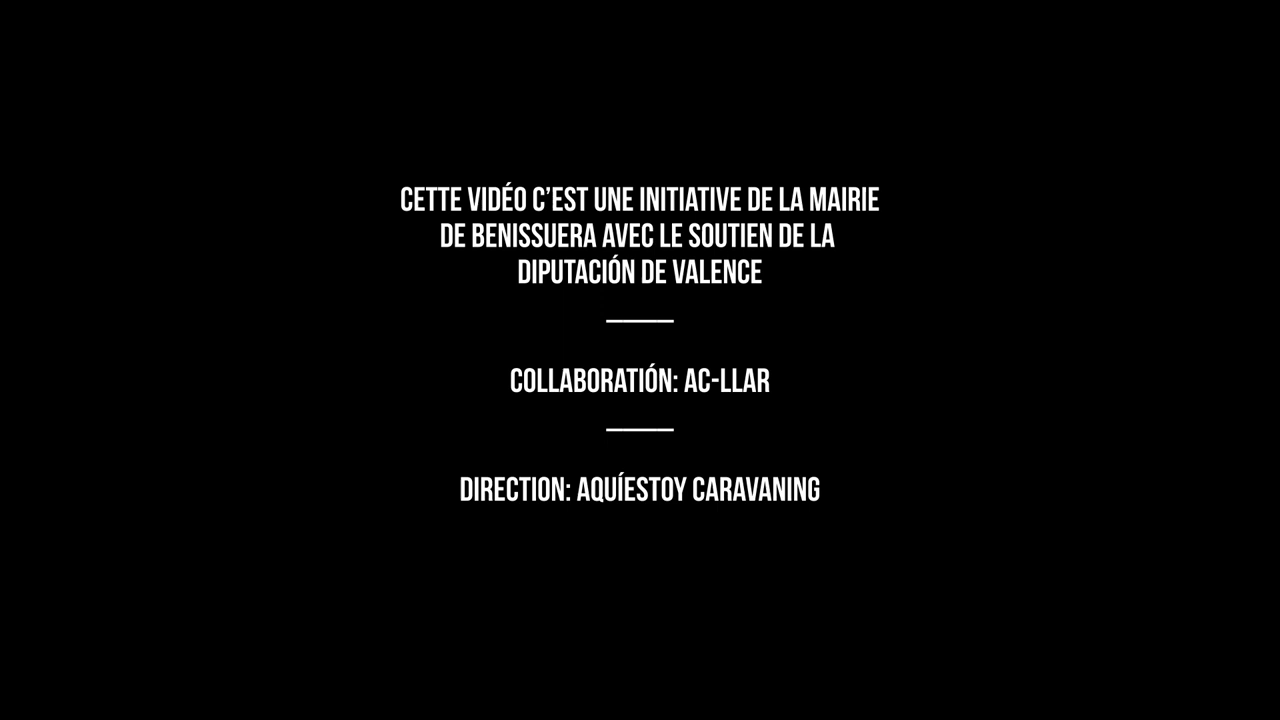 CETTE VIDÉO C'EST UNE INITIATIVE DE LA MAIRIE
DE BENISSUERA AVEC LE SOUTIEN DE LA
DIPUTACIÓN DE VALENCE
COLLABORATIÓN: AC-LLAR
DIRECTION: AQUÍESTOY CARAVANING